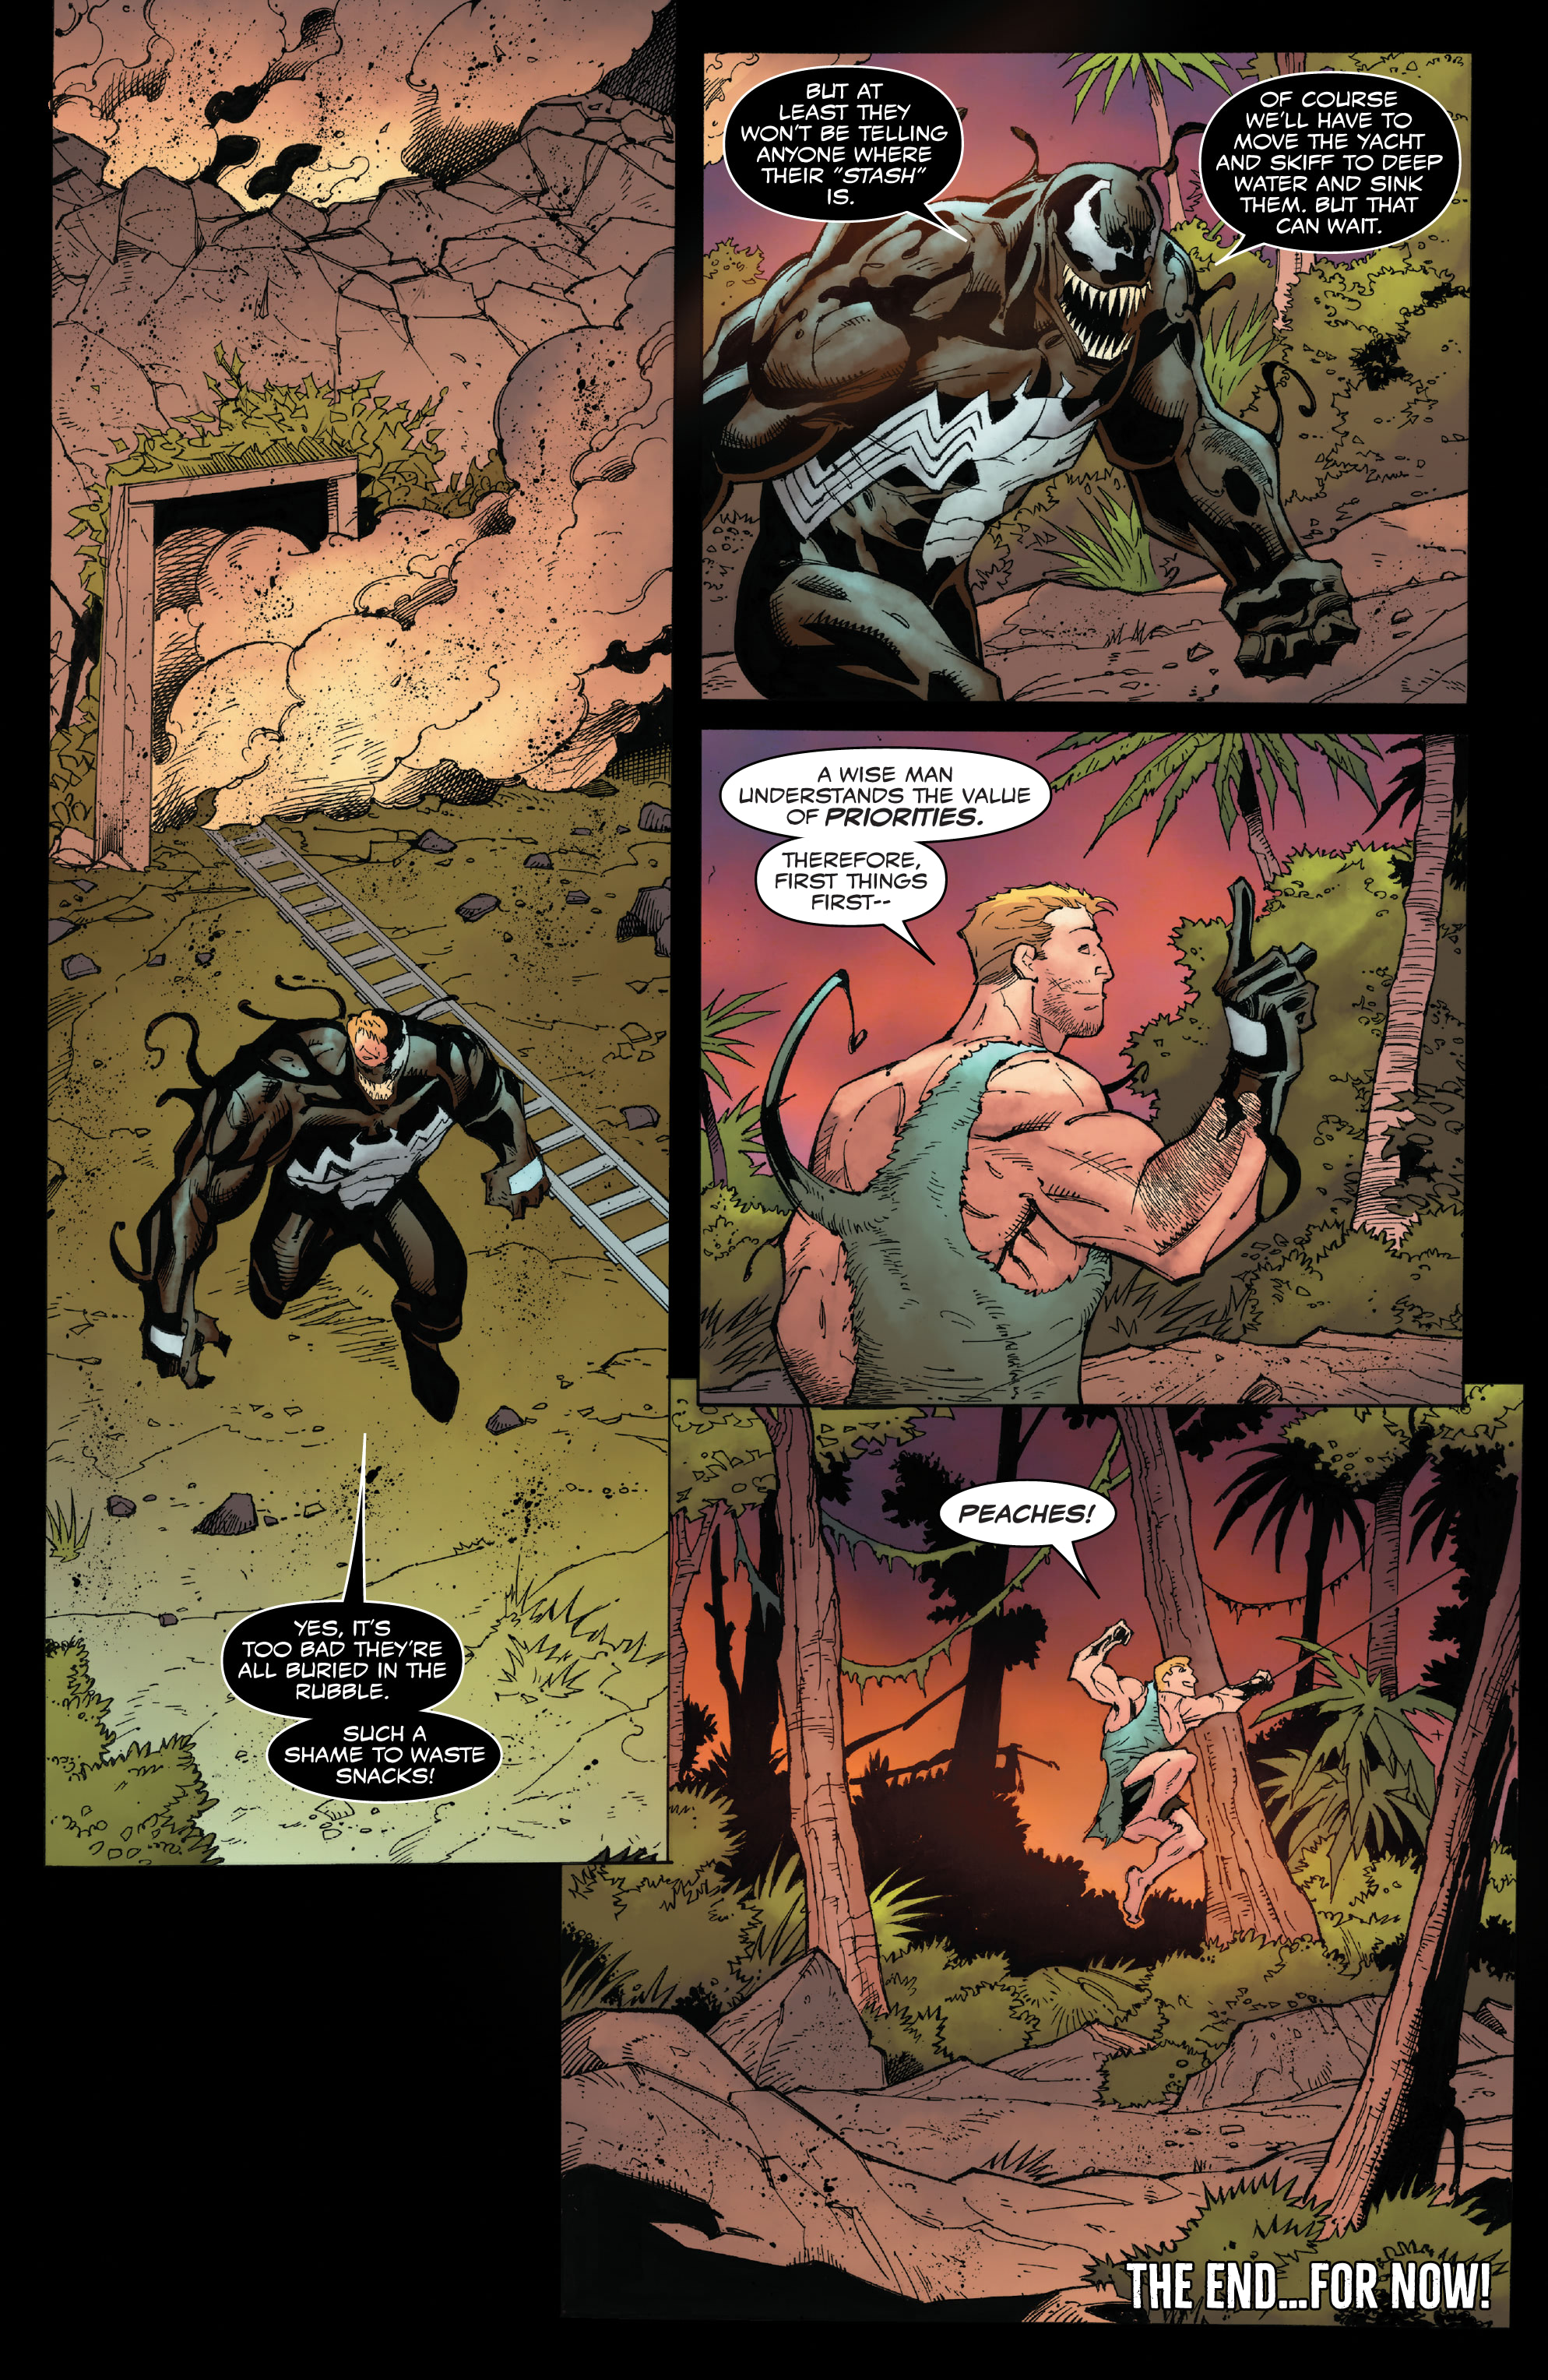 YES, IT'S
TOO BAD THEY'RE
ALL BURIED IN THE
RUBBLE.
SUCH A
SHAME TO WASTE
SNACKS!
BUT AT
LEAST THEY
WON'T BE TELLING
ANYONE WHERE
THEIR "STASH"
IS.
OF COURSE
WE'LL HAVE TO
MOVE THE YACHT
AND SKIFF TO DEEP
WATER AND SINK
THEM. BUT THAT
CAN WAIT.
A WISE MAN
UNDERSTANDS THE VALUE
OF PRIORITIES.
THEREFORE,
FIRST THINGS
FIRST--
PEACHES!
THE END...FOR NOW!